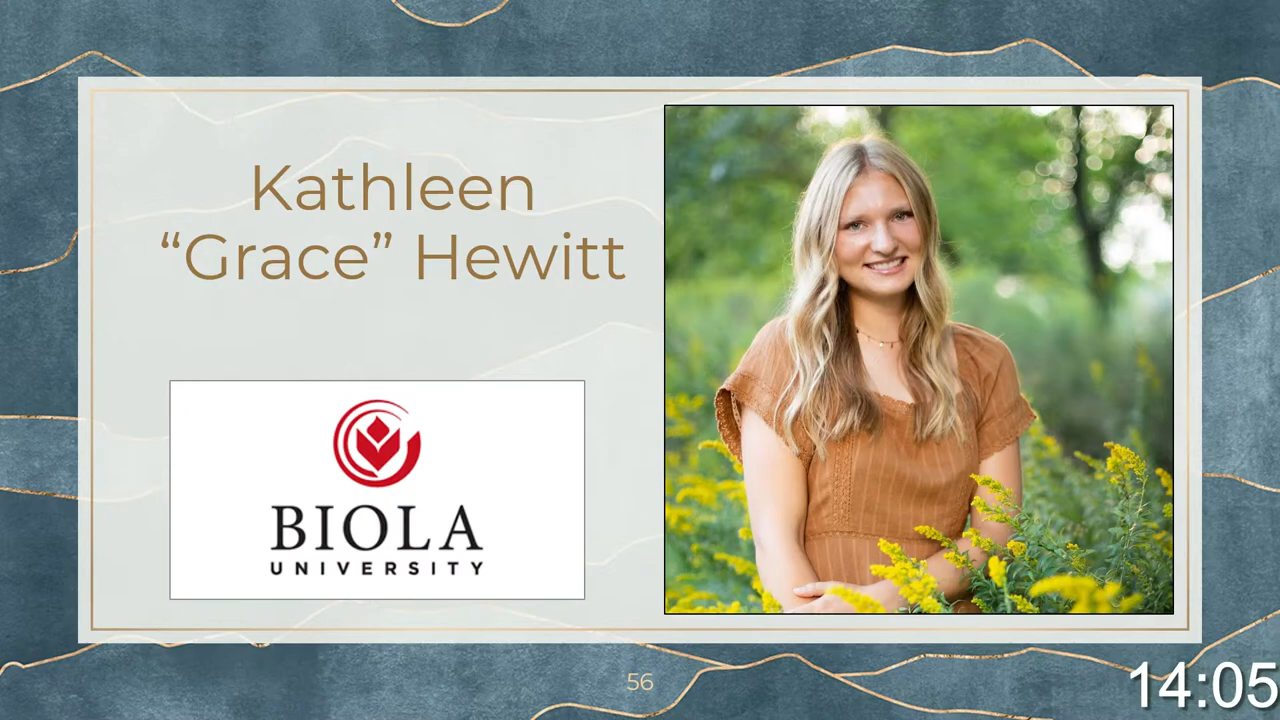 Kathleen
“Grace” Hewitt
BIOLA
UNIVERSITY
56
14:05